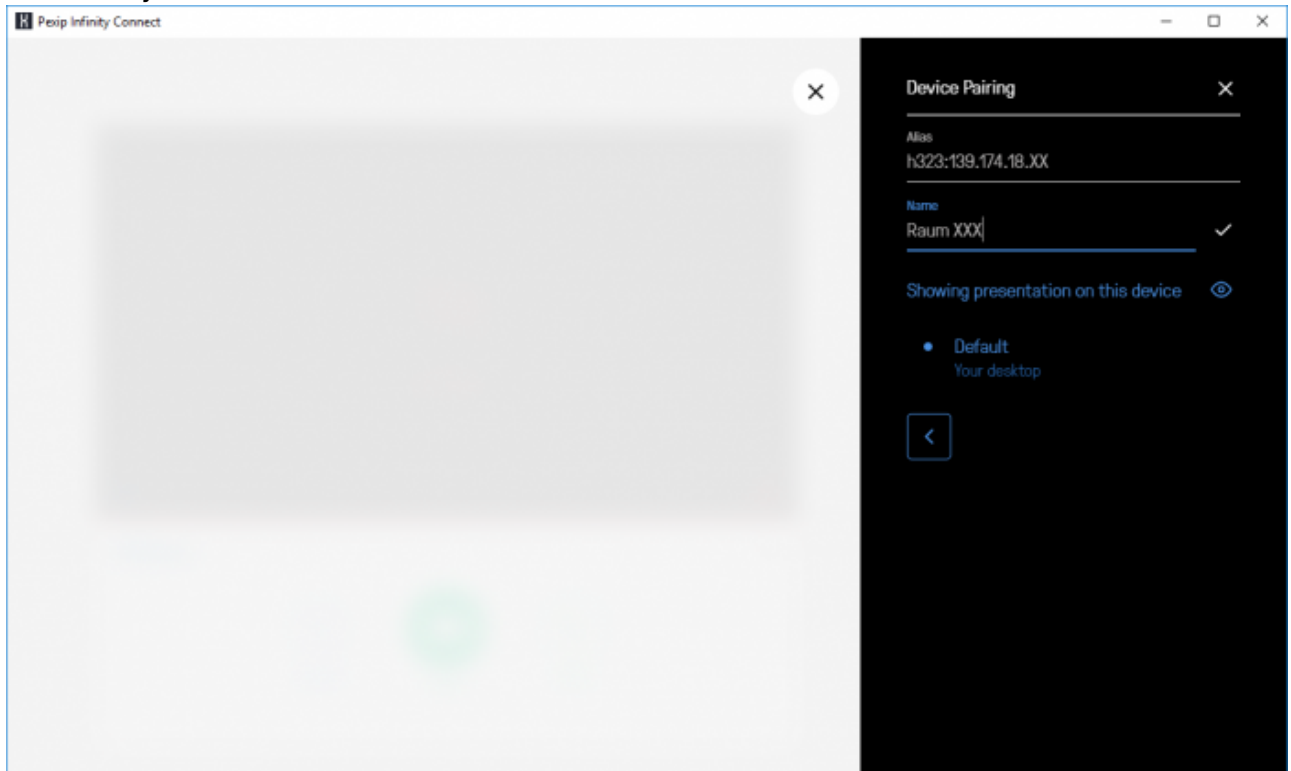 Pexip Infinity Connect
Device Pairing
Alias
h323:139.174.18.XX
Name
Raum XXX
Showing presentation on this device
Default
Your desktop